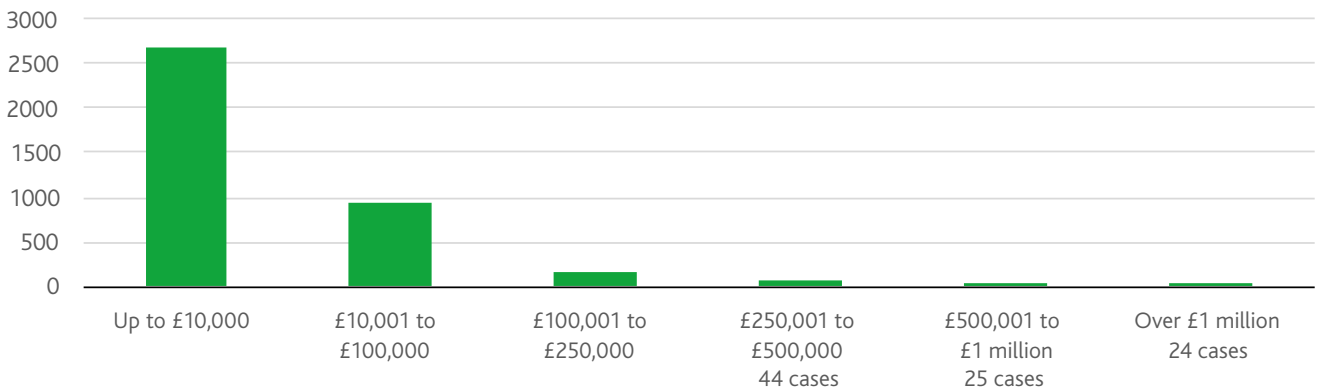 3000
2500
2000
1500
1000
500
0
Up to £10,000
£10,001 to
£100,000
£100,001 to
£250,000
£250,001 to
£500,000
44 cases
£500,001 to
£1 million
25 cases
Over £1 million
24 cases